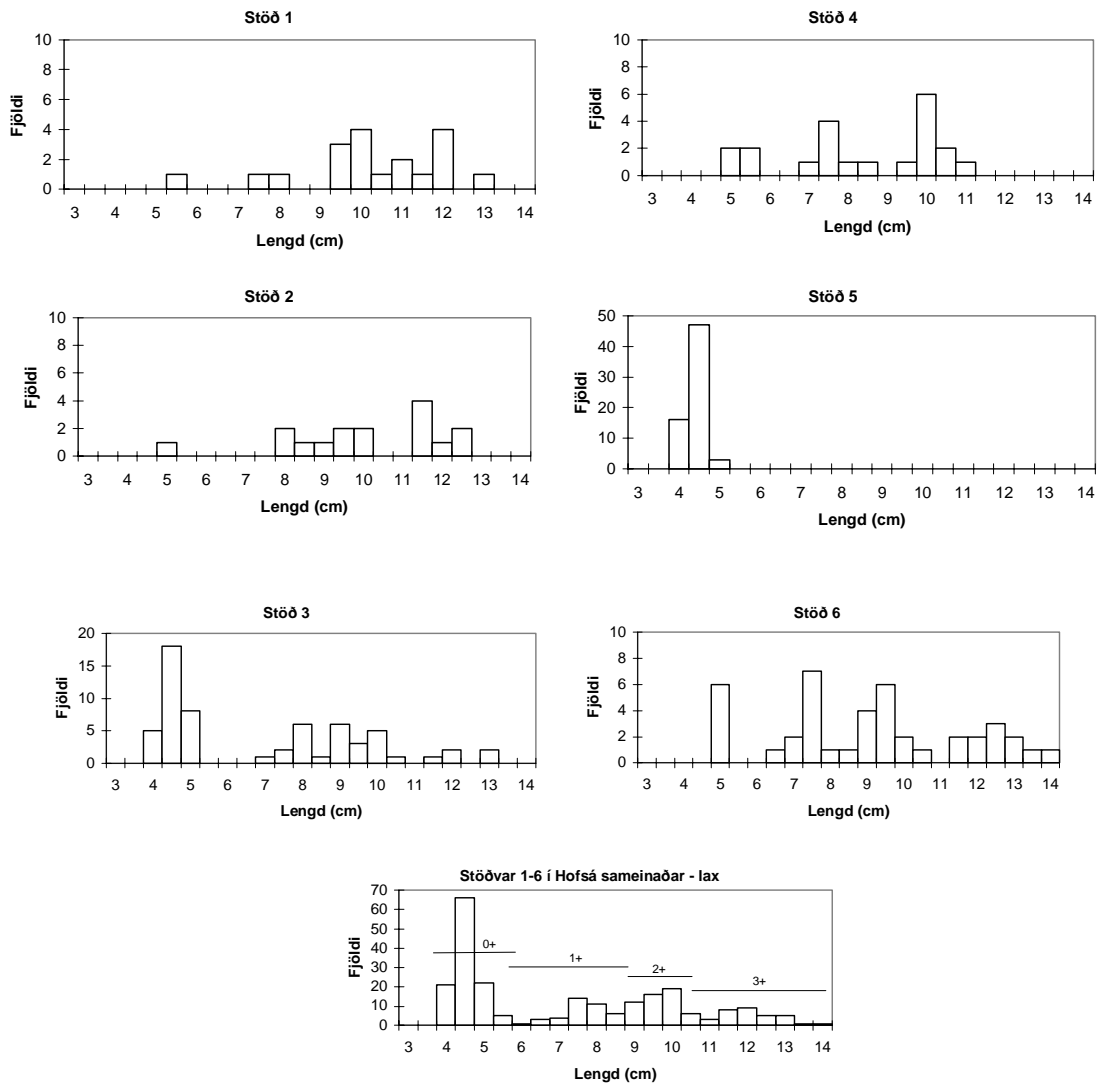 Stöð 1
10
8
6
4
2
0
Fjöldi
3 4 5 6 7 8 9 10 11 12 13 14
Lengd (cm)
Stöð 4
10
8
6
4
2
0
Fjöldi
3 4 5 6 7 8 9 10 11 12 13 14
Lengd (cm)
Stöð 2
10
8
6
4
2
0
Fjöldi
3 4 5 6 7 8 9 10 11 12 13 14
Lengd (cm)
Stöð 5
50
40
30
20
10
0
Fjöldi
3 4 5 6 7 8 9 10 11 12 13 14
Lengd (cm)
Stöð 3
20
15
10
5
0
Fjöldi
3 4 5 6 7 8 9 10 11 12 13 14
Lengd (cm)
Stöð 6
10
8
6
4
2
0
Fjöldi
3 4 5 6 7 8 9 10 11 12 13 14
Lengd (cm)
Stöðvar 1-6 í Hofsá sameinaðar - lax
70
60
50
40
30
20
10
0
Fjöldi
0+
1+
2+
3+
3 4 5 6 7 8 9 10 11 12 14
Lengd (cm)